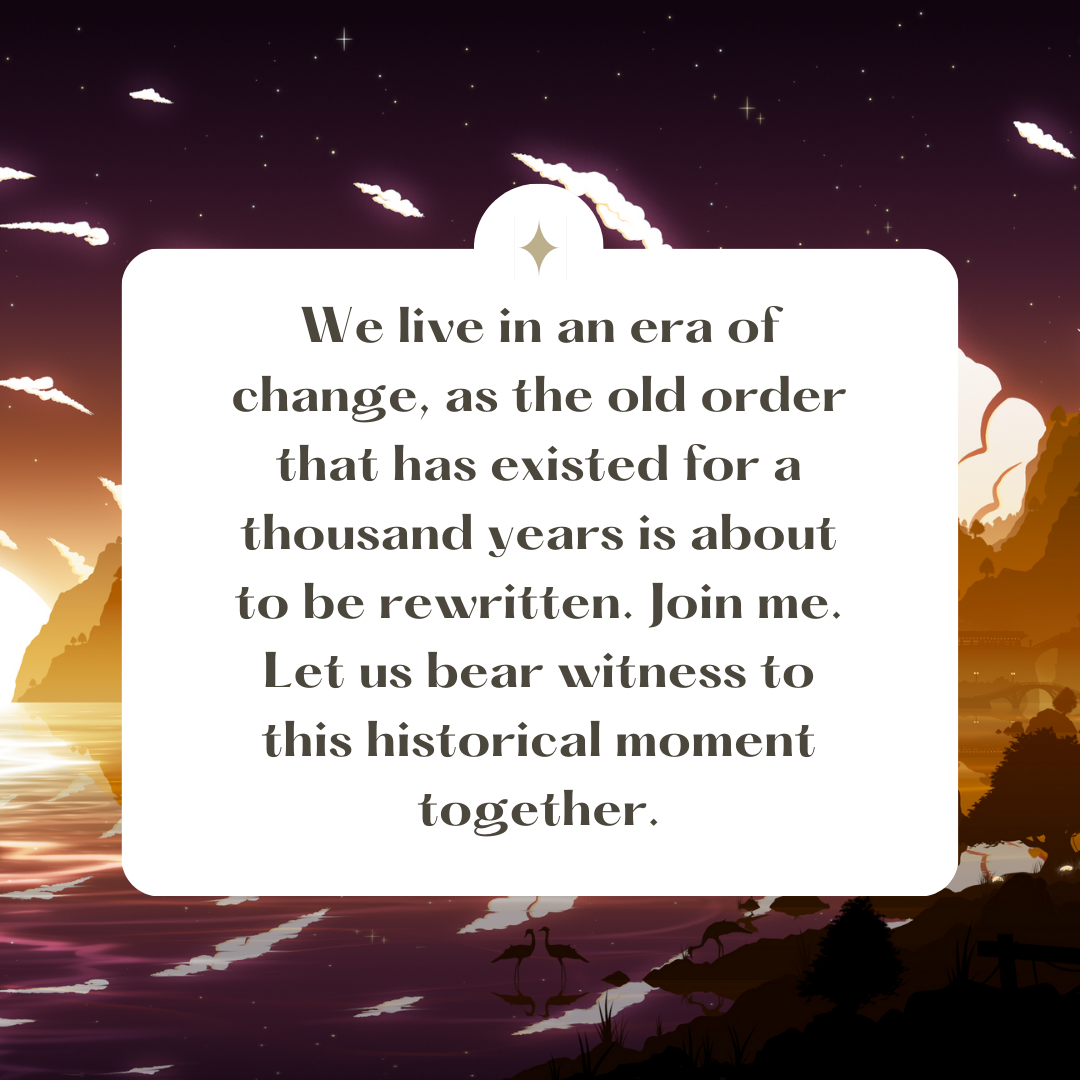 We live in an era of
change, as the old order
that has existed for a
thousand years is about
to be rewritten. Join me.
Let us bear witness to
this historical moment
together.